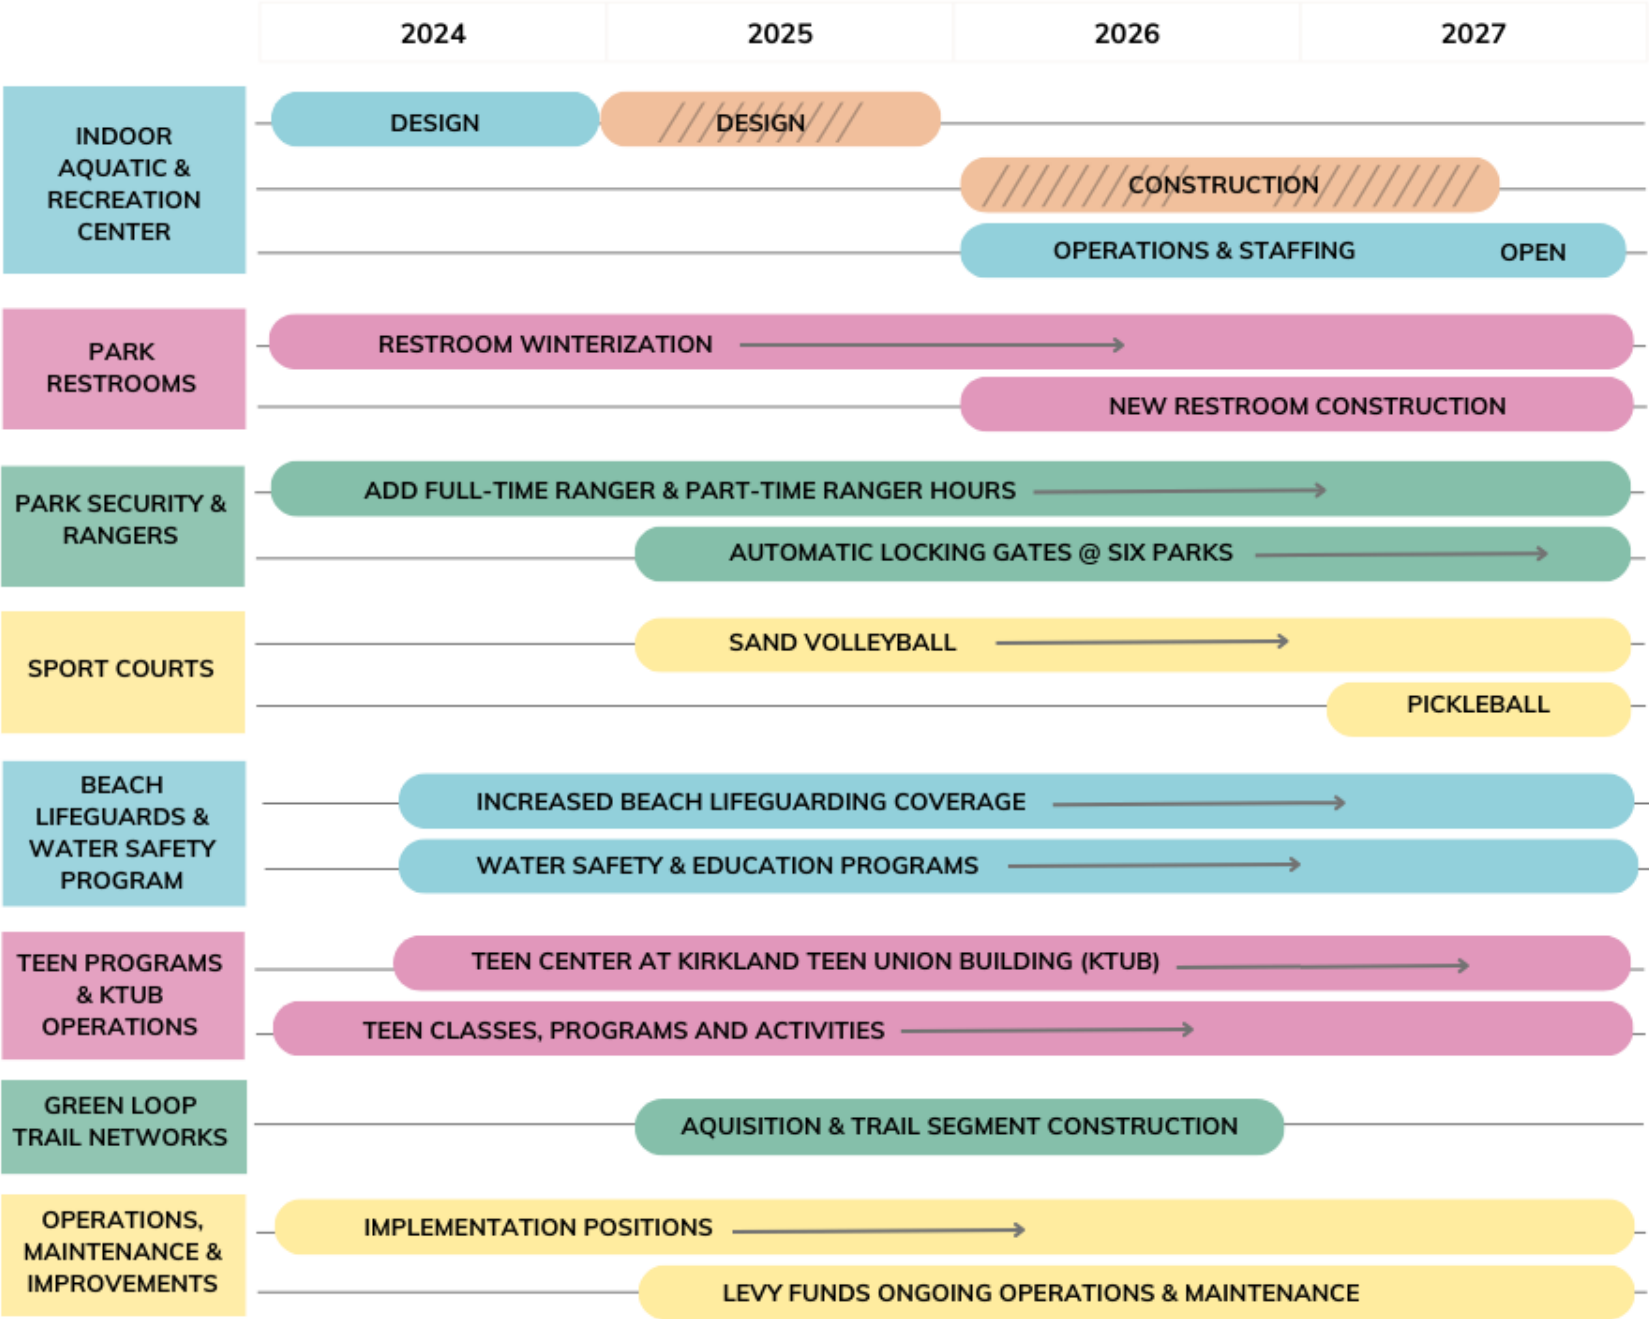 2024 2025 2026 2027
INDOOR
AQUATIC &
RECREATION
CENTER
DESIGN DESIGN
CONSTRUCTION
OPERATIONS & STAFFING OPEN
PARK
RESTROOMS
RESTROOM WINTERIZATION
NEW RESTROOM CONSTRUCTION
PARK SECURITY &
RANGERS
ADD FULL-TIME RANGER & PART-TIME RANGER HOURS
AUTOMATIC LOCKING GATES @ SIX PARKS
SPORT COURTS
SAND VOLLEYBALL
PICKLEBALL
BEACH
LIFEGUARDS &
WATER SAFETY
PROGRAM
INCREASED BEACH LIFEGUARDING COVERAGE
WATER SAFETY & EDUCATION PROGRAMS
TEEN PROGRAMS
& KTUB
OPERATIONS
TEEN CENTER AT KIRKLAND TEEN UNION BUILDING (KTUB)
TEEN CLASSES, PROGRAMS AND ACTIVITIES
GREEN LOOP
TRAIL NETWORKS
AQUISITION & TRAIL SEGMENT CONSTRUCTION
OPERATIONS,
MAINTENANCE &
IMPROVEMENTS
IMPLEMENTATION POSITIONS
LEVY FUNDS ONGOING OPERATIONS & MAINTENANCE